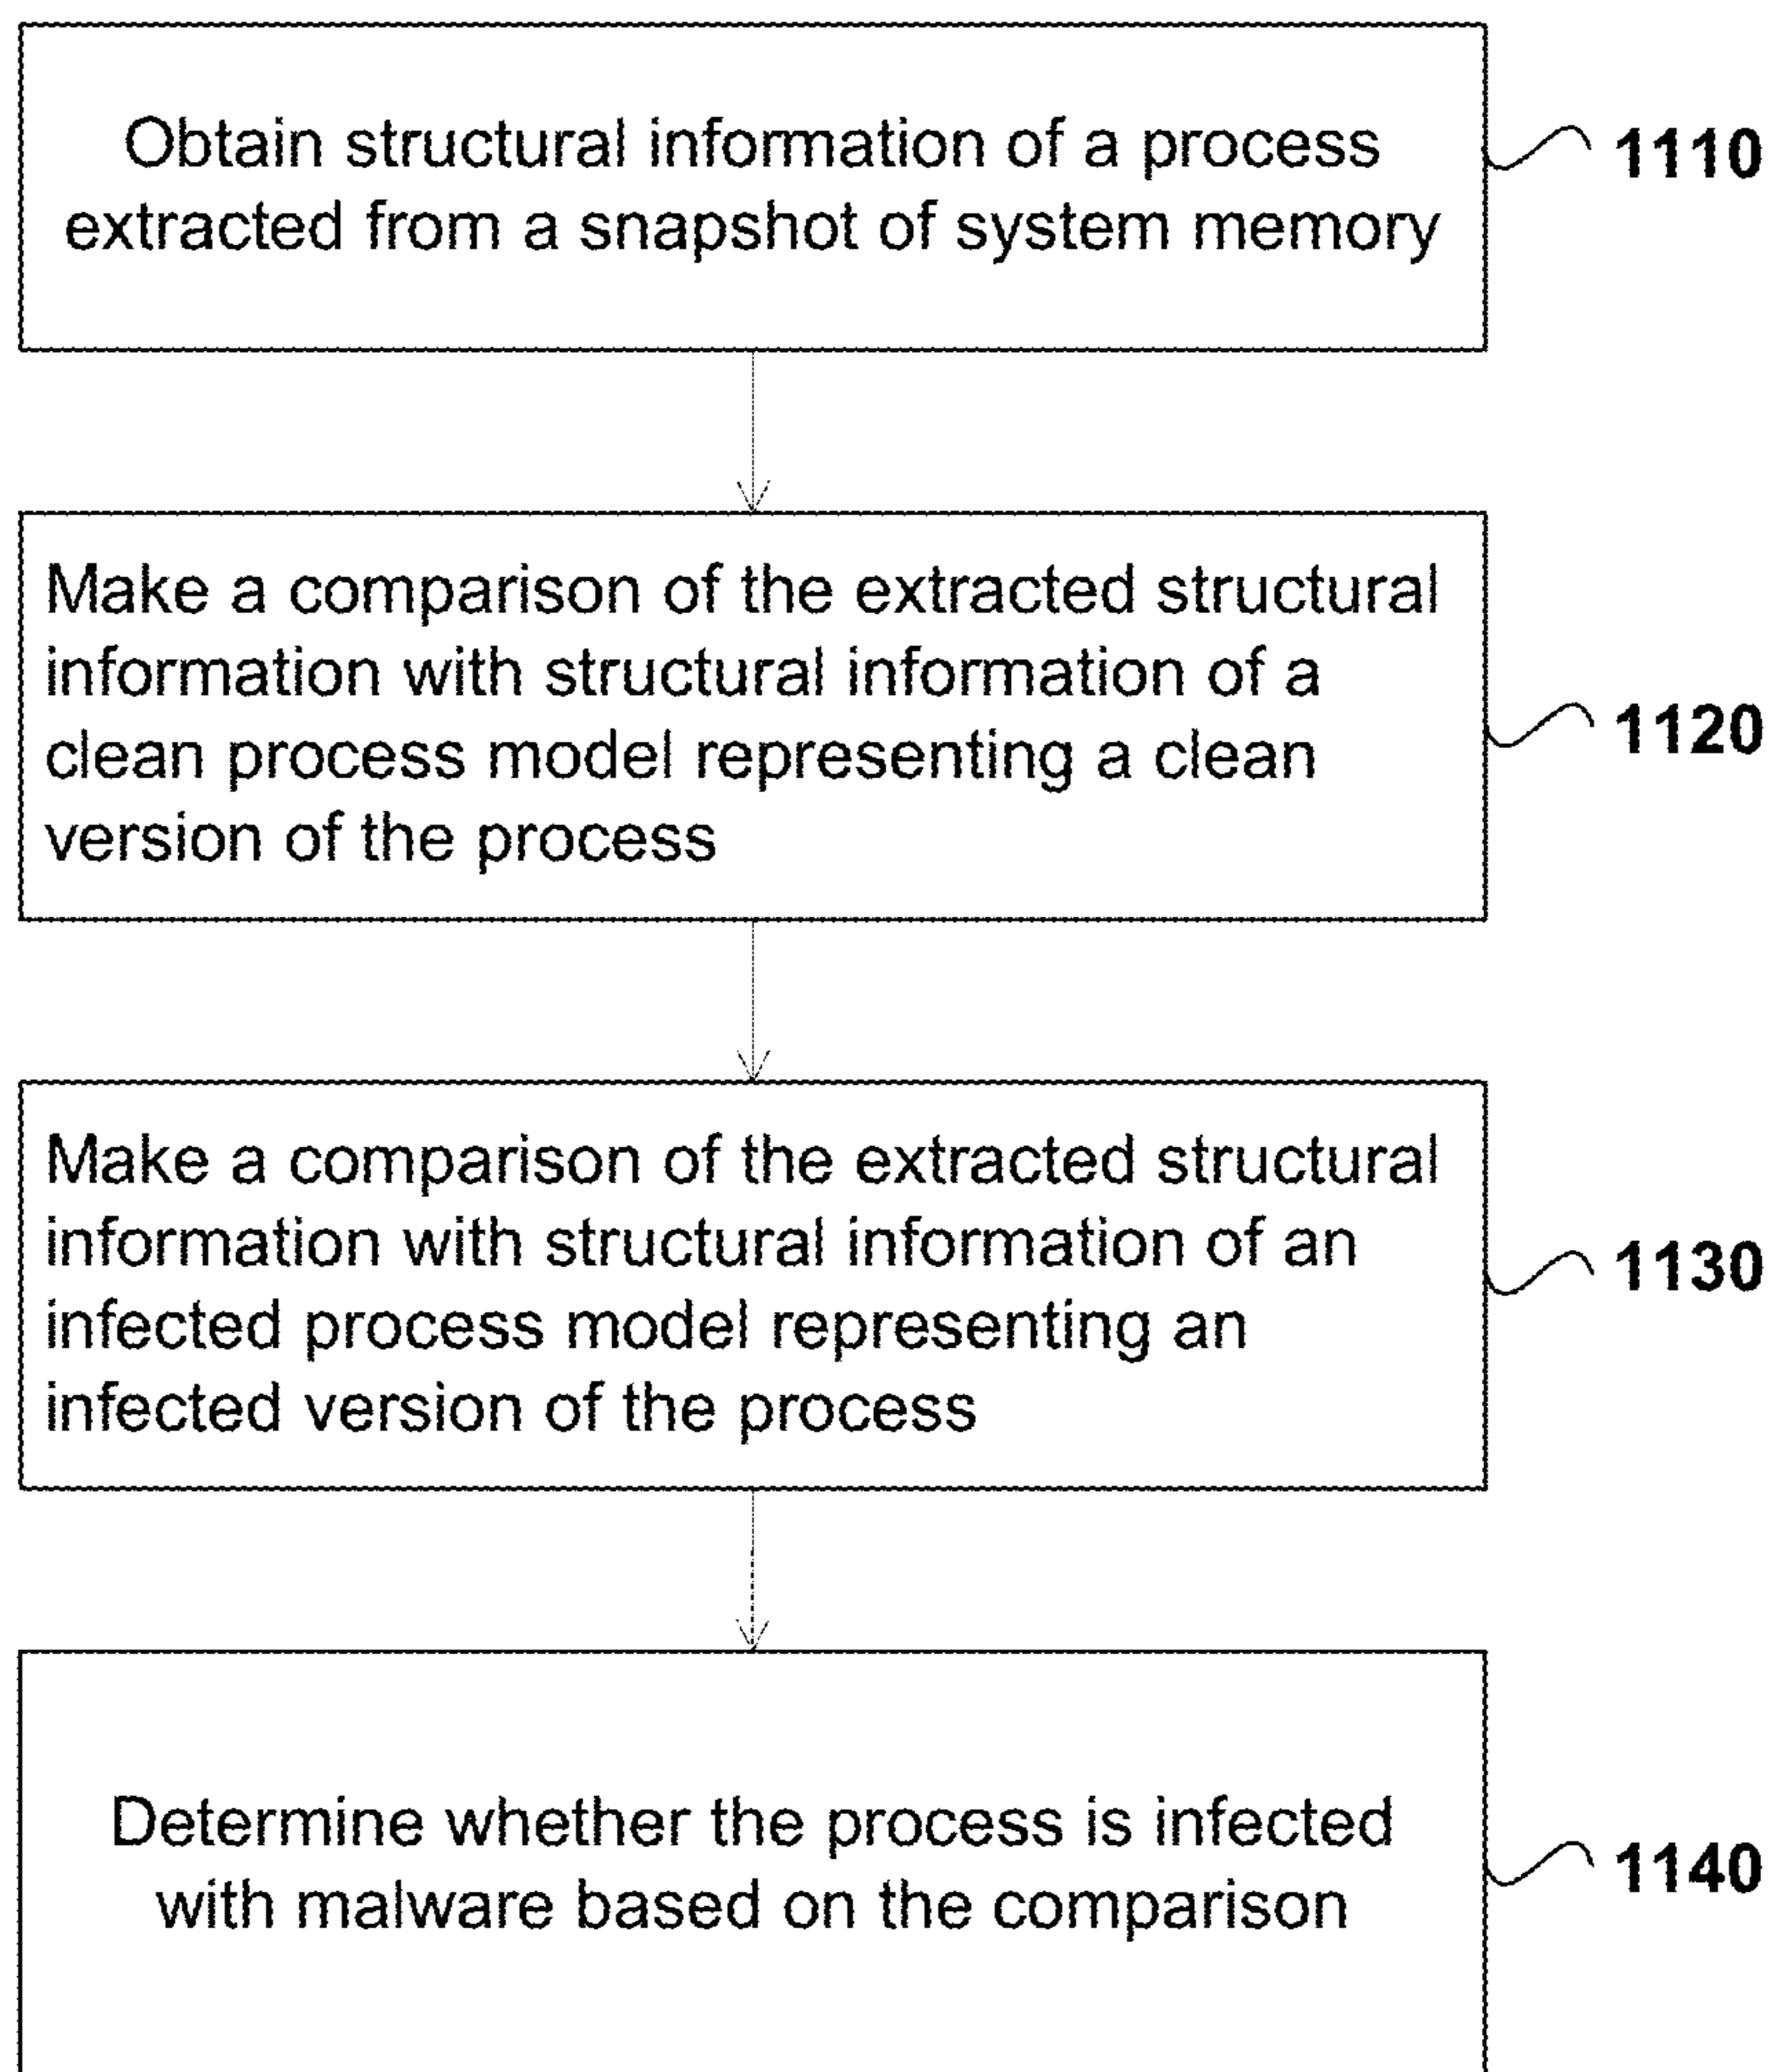 Obtain structural information of a process
extracted from a snapshot of system memory
1110
Make a comparison of the extracted structural
information with structural information of a
clean process model representing a clean
version of the process
1120
Make a comparison of the extracted structural
information with structural information of an
infected process model representing an
infected version of the process
1130
Determine whether the process is infected
with malware based on the comparison
1140